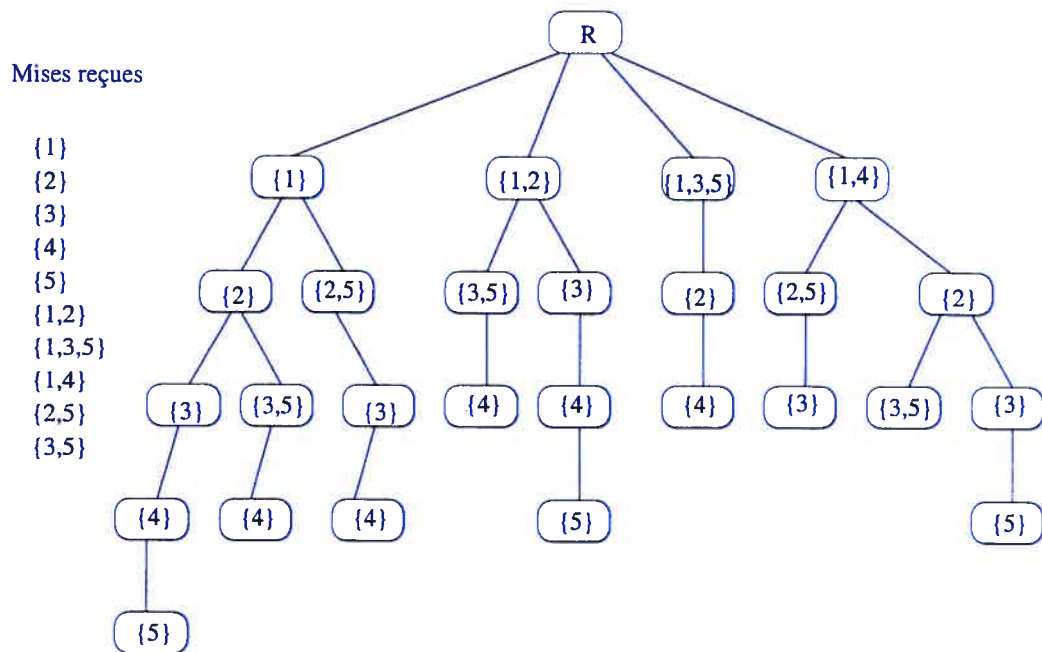 R
Mises reçues
{1}
{2}
{3}
{4}
{5}
{1,2}
{1,3,5}
{1,4}
{2,5}
{3,5}
{1} {1,2} {1,3,5} {1,4}
{2} {2,5} {3,5} {3} {2} {2,5} {2}
{3} {3,5} {3} {4} {4} {4} {3} {3,5} {3}
{4} {4} {4} {5} {5}
{5}